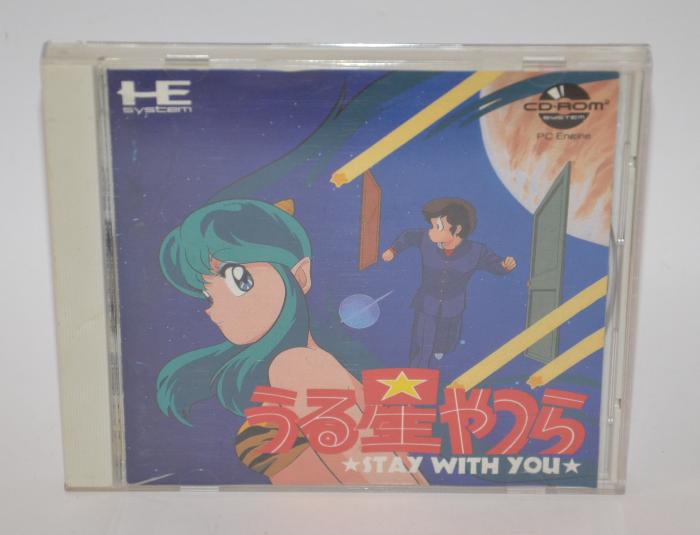 HE
system
CD-ROM²
SYSTEM
PC Engine
うる星やつら
★STAY WITH YOU★